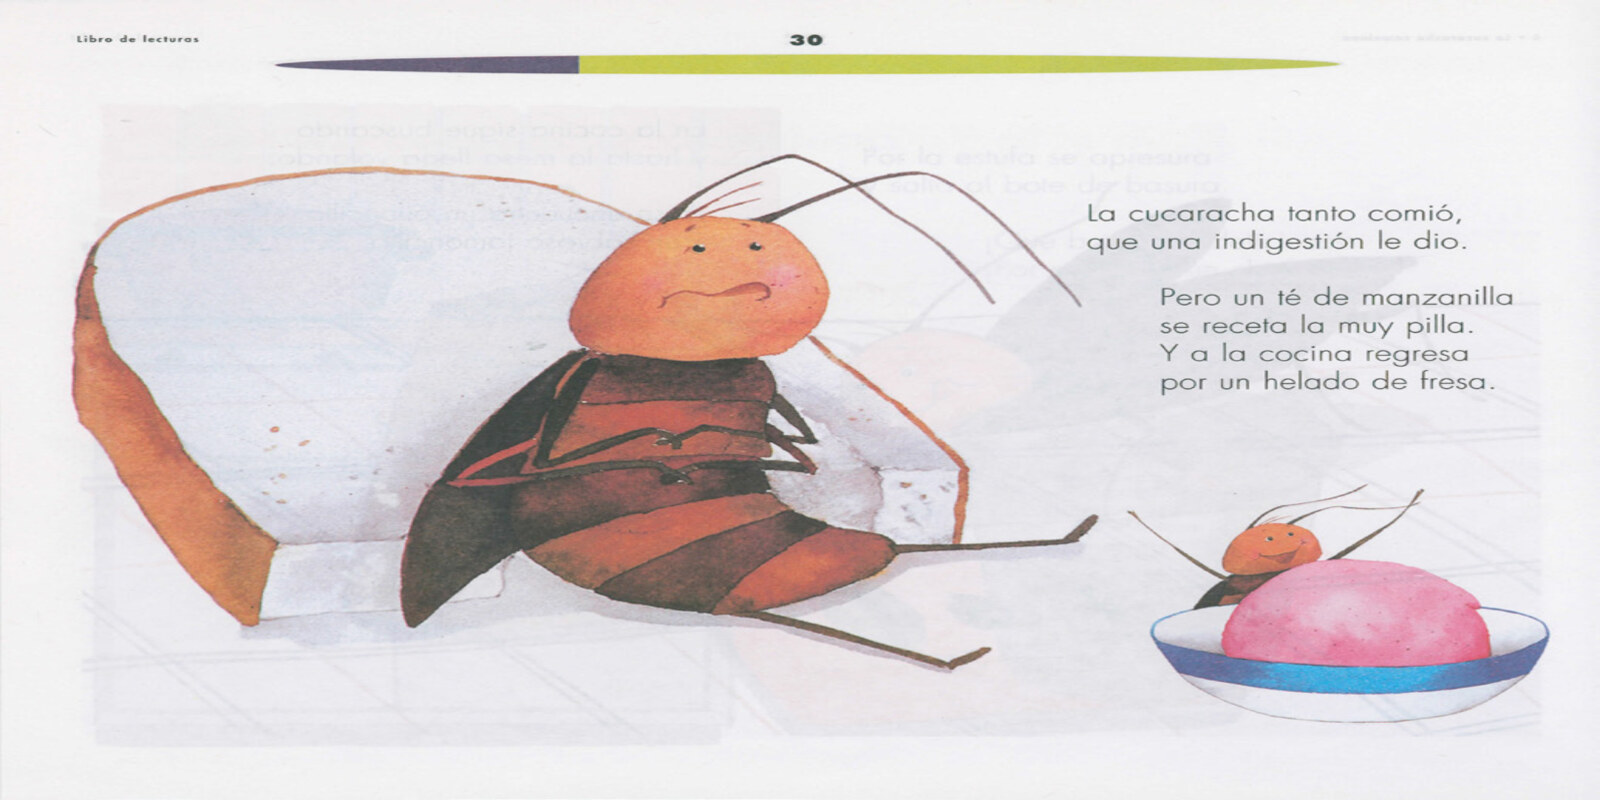 Libro de lecturas
30
La cucaracha tanto comió,
que una indigestión le dio.
Pero un té de manzanilla
se receta la muy pilla.
Y a la cocina regresa
por un helado de fresa.